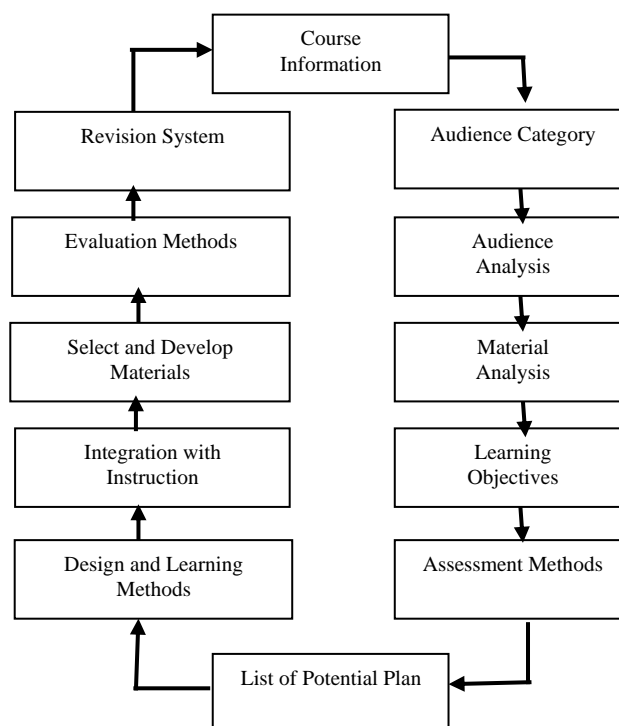 Course
Information
Audience Category
Audience
Analysis
Material
Analysis
Learning
Objectives
Assessment Methods
List of Potential Plan
Design and Learning
Methods
Integration with
Instruction
Select and Develop
Materials
Evaluation Methods
Revision System